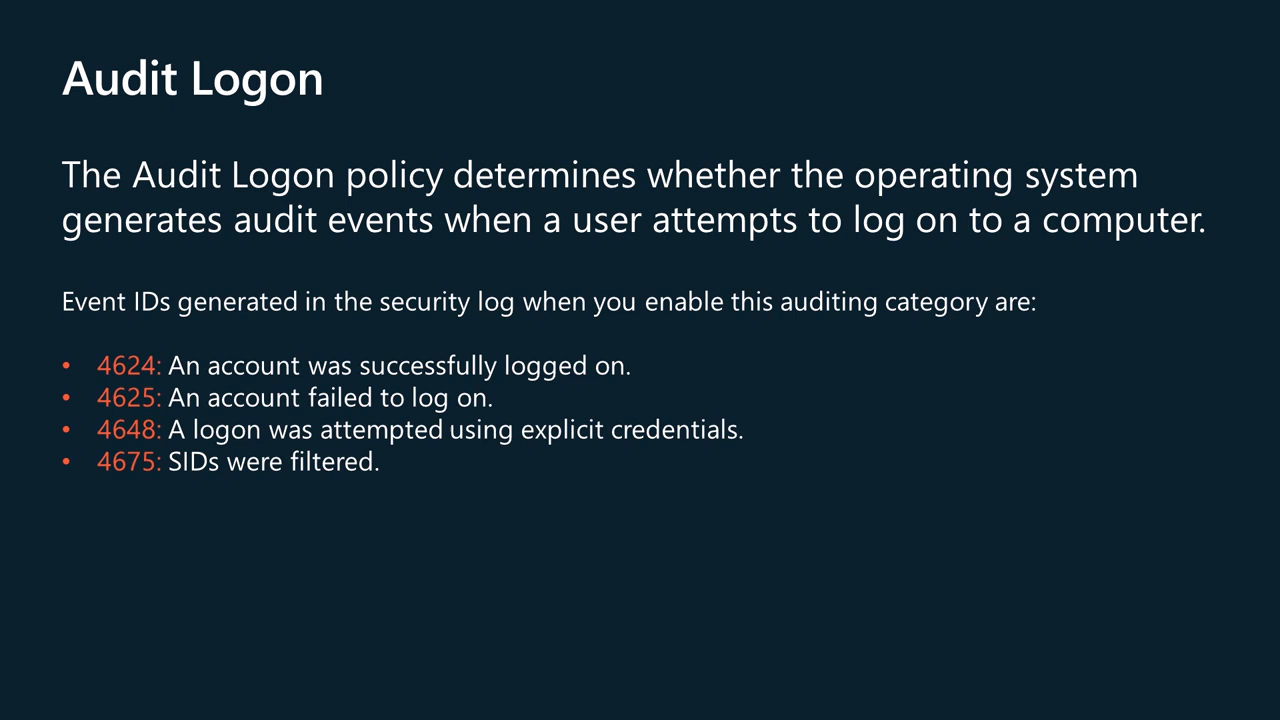 Audit Logon
The Audit Logon policy determines whether the operating system
generates audit events when a user attempts to log on to a computer.
Event IDs generated in the security log when you enable this auditing category are:
• 4624: An account was successfully logged on.
• 4625: An account failed to log on.
• 4648: A logon was attempted using explicit credentials.
• 4675: SIDs were filtered.